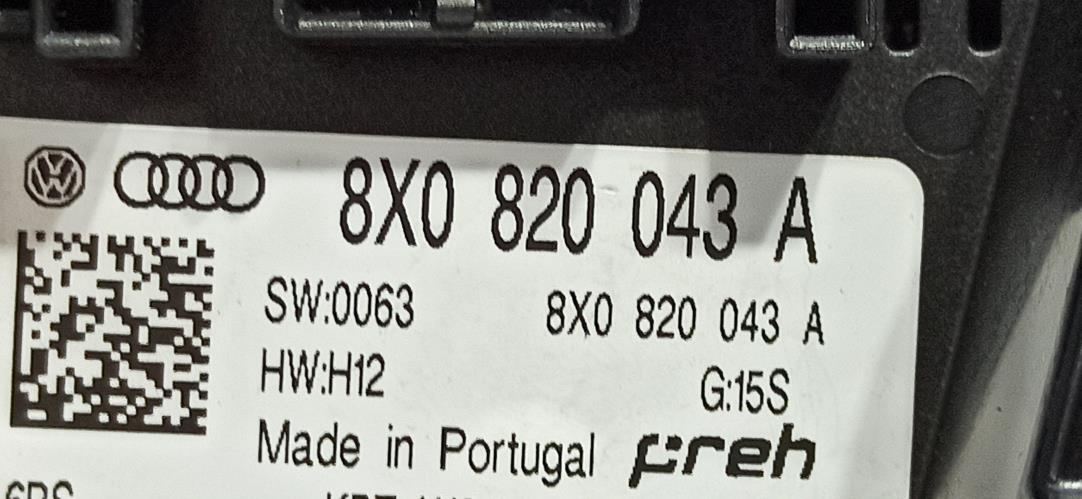 8X0 820 043 A
SW:0063 8X0 820 043 A
HW:H12 G:15S
Made in Portugal preh